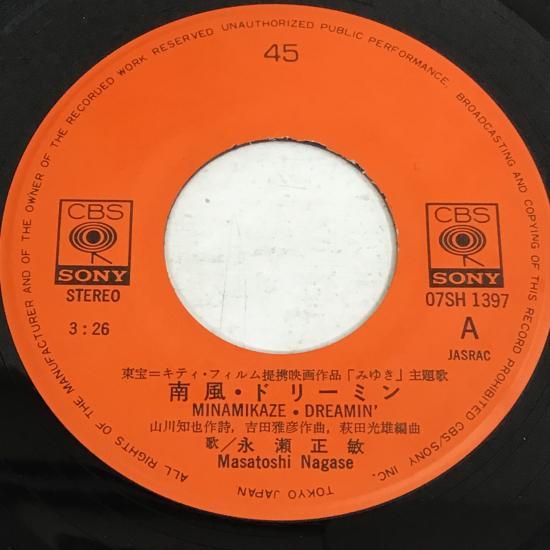 ALL RIGHTS OF THE MANUFACTURER AND OF THE OWNER OF THE RECORDED WORK RESERVED UNAUTHORIZED PUBLIC PERFORMANCE, BROADCASTING AND COPYING OF THIS RECORD PROHIBITED CBS/SONY INC. TOKYO JAPAN
45
CBS
SONY
STEREO
3:26
CBS
SONY
07SH 1397
A
JASRAC
東宝=キティ・フィルム提携映画作品「みゆき」主題歌
南風・ドリーミン
MINAMIKAZE・DREAMIN'
山川知也作詩, 吉田雅彦作曲・萩田光雄編曲
歌/永瀬正敏
Masatoshi Nagase